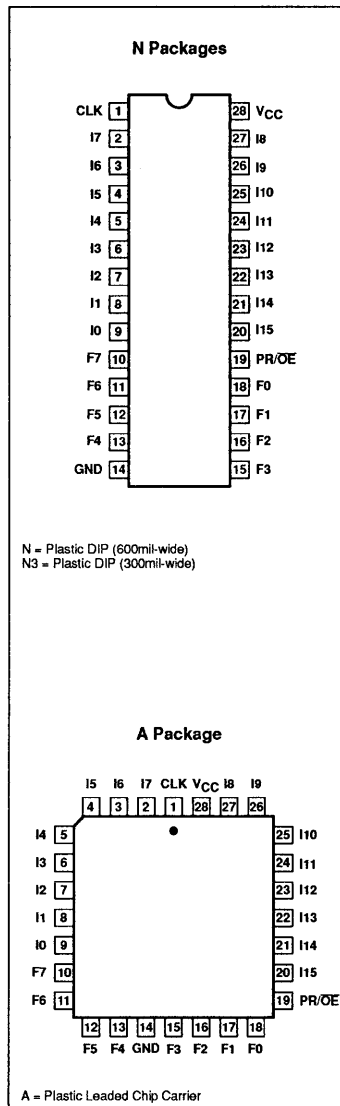 N Packages
CLK 1 28 VCC
I7 2 27 I8
I6 3 26 I9
I5 4 25 I10
I4 5 24 I11
I3 6 23 I12
I2 7 22 I13
I1 8 21 I14
I0 9 20 I15
F7 10 19 PR/O̅E̅
F6 11 18 F0
F5 12 17 F1
F4 13 16 F2
GND 14 15 F3
N = Plastic DIP (600mil-wide)
N3 = Plastic DIP (300mil-wide)
A Package
I5 I6 I7 CLK VCC I8 I9
4 3 2 1 28 27 26
I4 5 25 I10
I3 6 24 I11
I2 7 23 I12
I1 8 22 I13
I0 9 21 I14
F7 10 20 I15
F6 11 19 PR/O̅E̅
12 13 14 15 16 17 18
F5 F4 GND F3 F2 F1 F0
A = Plastic Leaded Chip Carrier